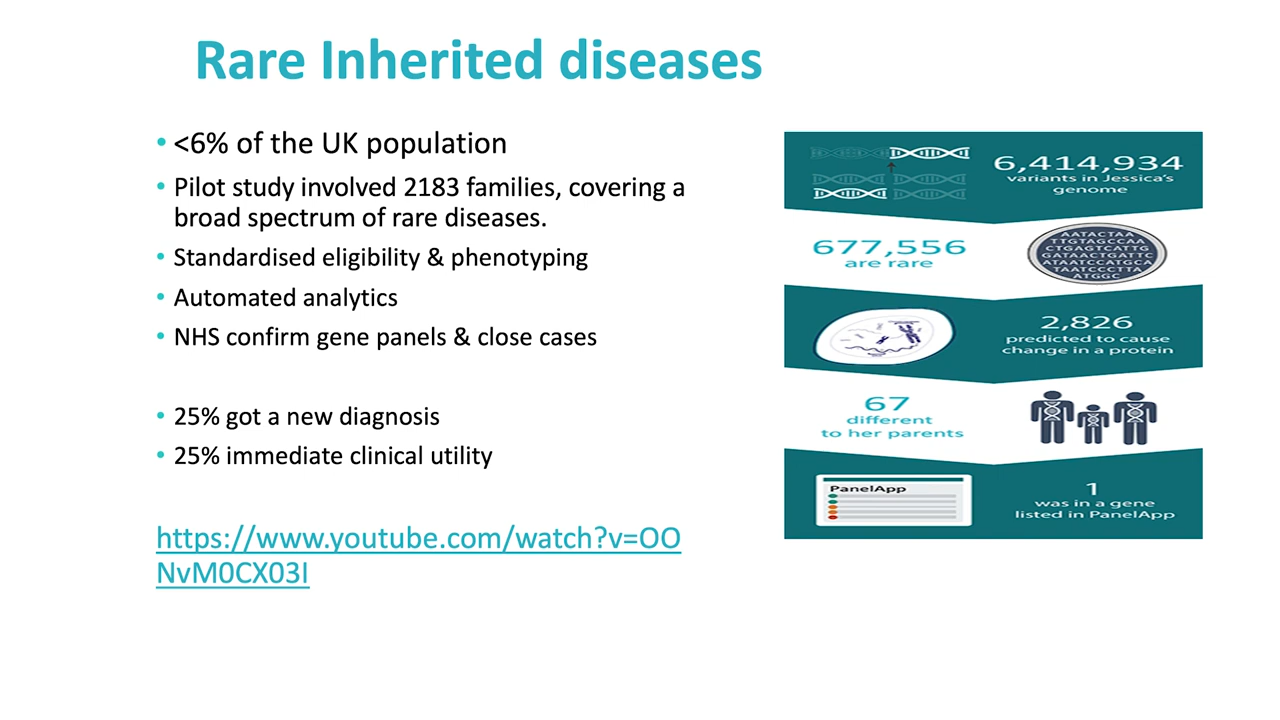 Rare Inherited diseases
• <6% of the UK population
• Pilot study involved 2183 families, covering a
broad spectrum of rare diseases.
• Standardised eligibility & phenotyping
• Automated analytics
• NHS confirm gene panels & close cases
• 25% got a new diagnosis
• 25% immediate clinical utility
https://www.youtube.com/watch?v=OO
NvM0CX03I
6,414,934
variants in Jessica's
genome
677,556
are rare
AATACTAA
TTGTAGCCAA
CTGAGTCATTG
GATAACTGATTC
ATAATCCATGCA
TAATCCCTTA
ATGGC
2,826
predicted to cause
change in a protein
67
different
to her parents
PanelApp
1
was in a gene
listed in PanelApp